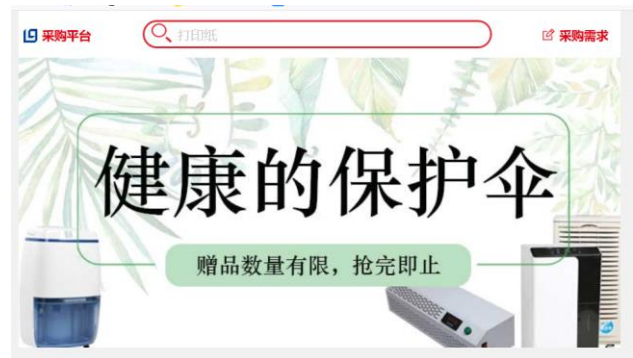 采购平台
打印纸
采购需求
健康的保护伞
赠品数量有限，抢完即止